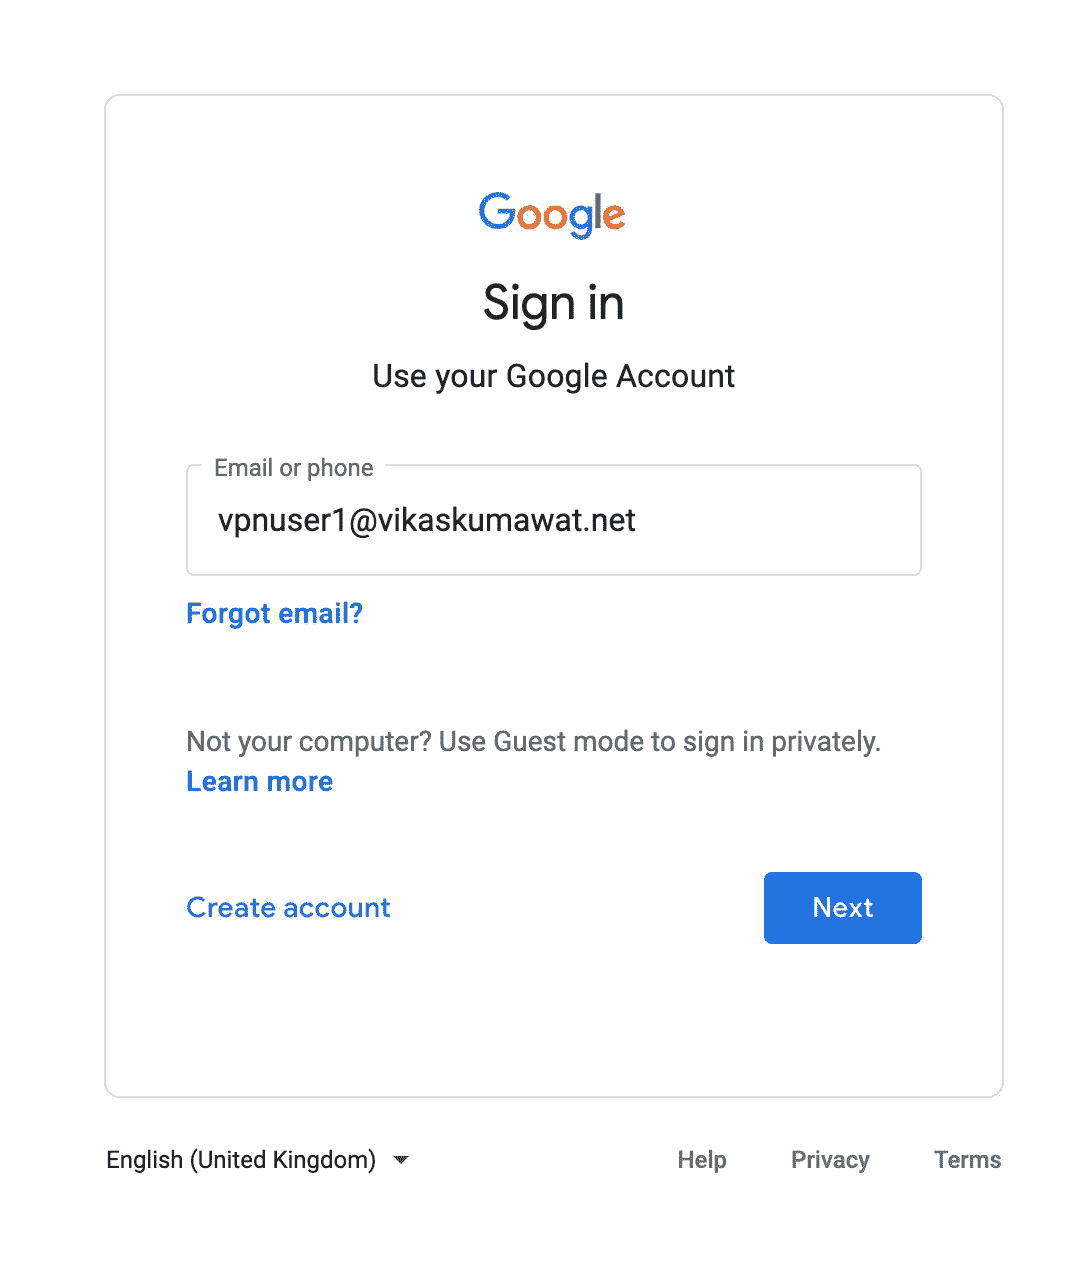 Google
Sign in
Use your Google Account
Email or phone
vpnuser1@vikaskumawat.net
Forgot email?
Not your computer? Use Guest mode to sign in privately.
Learn more
Create account
Next
English (United Kingdom)
Help Privacy Terms